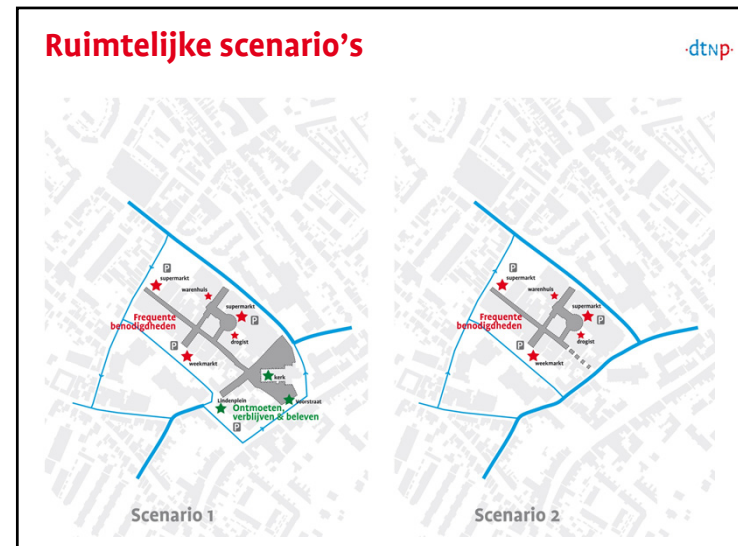 Ruimtelijke scenario's
·dtnp·
P
supermarkt
warenhuis
supermarkt
P
Frequente
benodigdheden
drogist
P
weekmarkt
kerk
Lindenplein
Voorstraat
Ontmoeten,
verblijven & beleven
P
Scenario 1
P
supermarkt
warenhuis
supermarkt
P
Frequente
benodigdheden
drogist
P
weekmarkt
Scenario 2